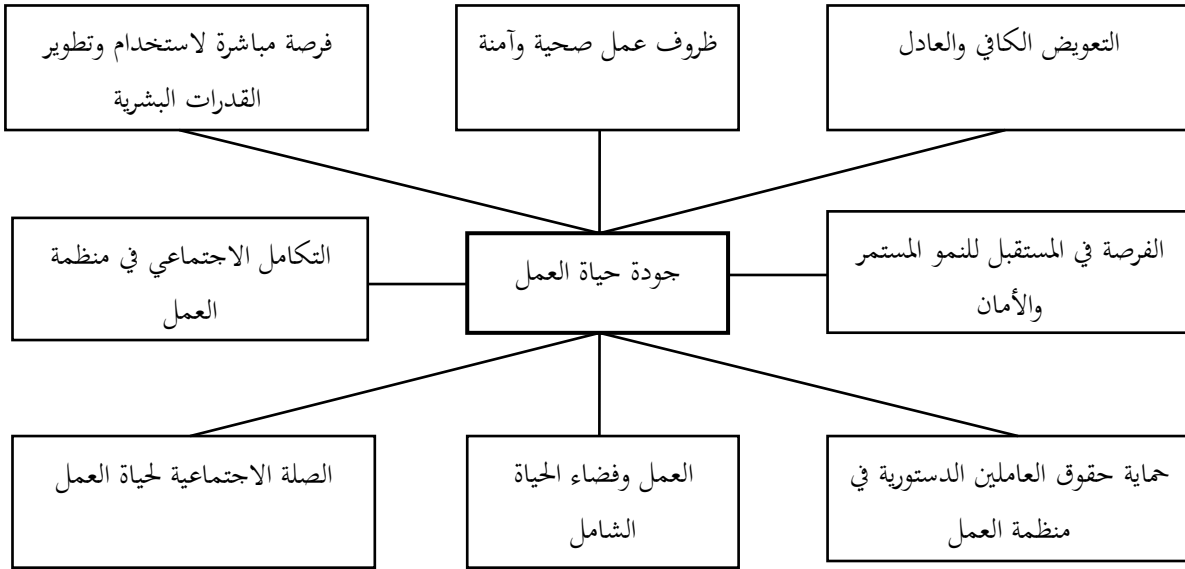 التعويض الكافي والعادل
ظروف عمل صحية وآمنة
فرصة مباشرة لاستخدام وتطوير
القدرات البشرية
الفرصة في المستقبل للنمو المستمر
والأمان
جودة حياة العمل
التكامل الاجتماعي في منظمة
العمل
حماية حقوق العاملين الدستورية في
منظمة العمل
العمل وفضاء الحياة
الشامل
الصلة الاجتماعية لحياة العمل